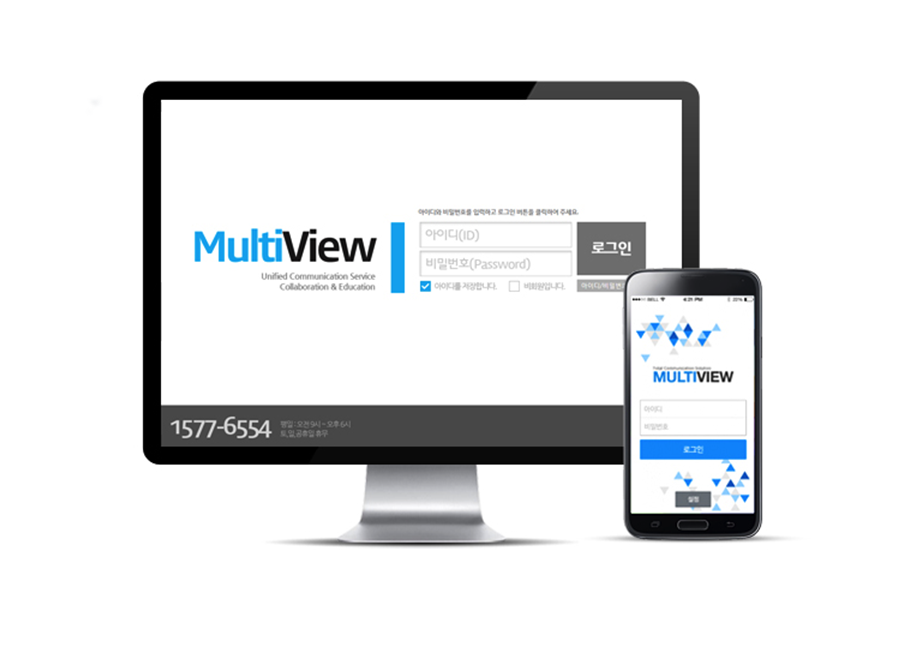 아이디와 비밀번호를 입력하고 로그인 버튼을 클릭하여 주세요.
MultiView
Unified Communication Service
Collaboration & Education
아이디(ID)
비밀번호(Password)
로그인
아이디를 저장합니다.
비회원입니다.
아이디/비밀번
1577-6554
평일 : 오전 9시 ~ 오후 6시
토,일,공휴일 휴무
BELL 4:21 PM
Total Communication Solution
MULTIVIEW
아이디
비밀번호
로그인
설정